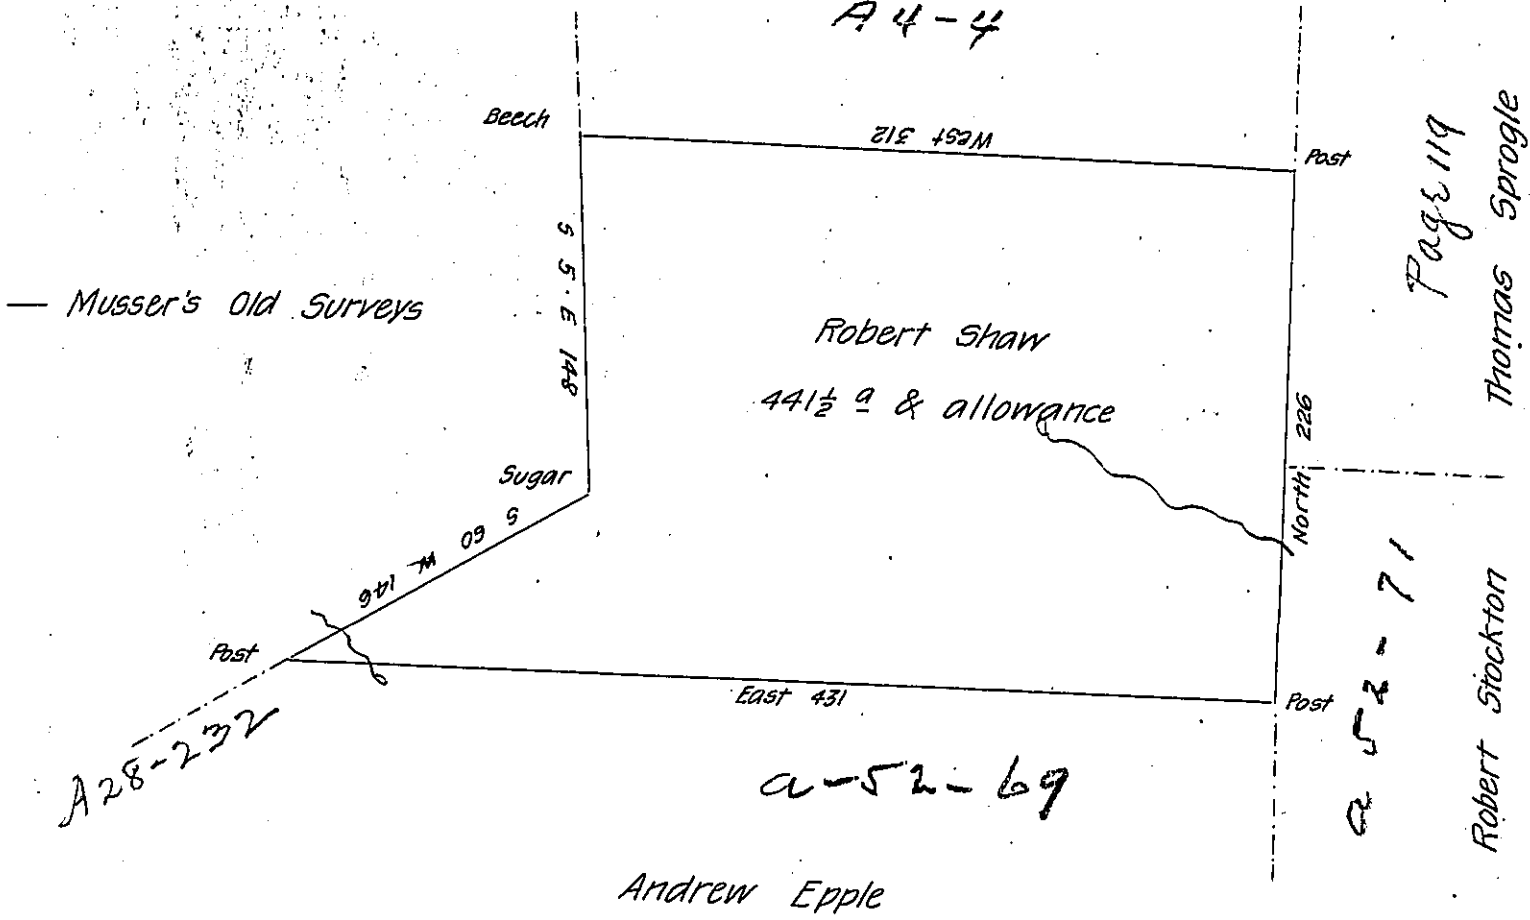 A 4-4
Beech
West 312
Post
Page 119
Thomas Sprogle
S 5 E 148
Musser's Old Surveys
Robert Shaw
441½ a & allowance
North 226
Sugar
S 60 W 146
Post
East 431
Post
a 52-71
Robert Stockton
A28-232
a-52-69
Andrew Epple